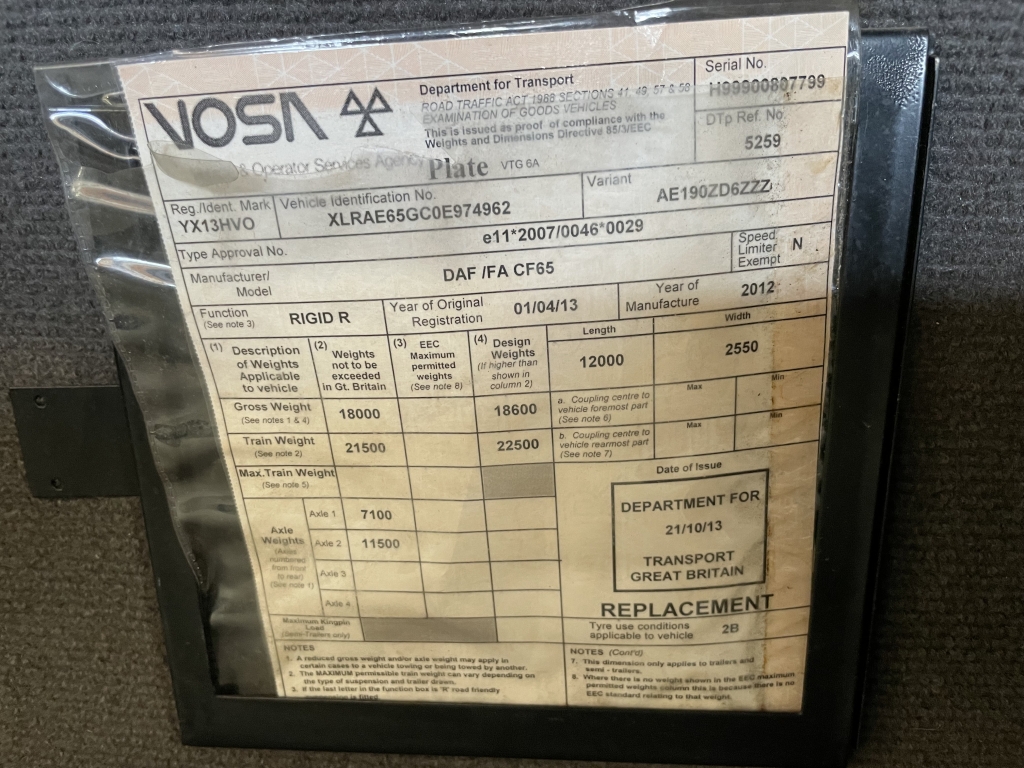 VOSA
Department for Transport
ROAD TRAFFIC ACT 1988 SECTIONS 41, 49, 57 & 58
EXAMINATION OF GOODS VEHICLES
This is issued as proof of compliance with the
Weights and Dimensions Directive 85/3/EEC
Serial No.
H99900807799
DTp Ref. No.
5259
& Operator Services Agency
Plate VTG 6A
Reg./Ident. Mark
YX13HVO
Vehicle Identification No.
XLRAE65GC0E974962
Variant
AE190ZD6ZZZ
Type Approval No.
e11*2007/0046*0029
Manufacturer/
Model
DAF /FA CF65
Speed
Limiter
Exempt
N
Function
(See note 3)
RIGID R
Year of Original
Registration
01/04/13
Year of
Manufacture
2012
(1) Description
of Weights
Applicable
to vehicle
(2) Weights
not to be
exceeded
in Gt. Britain
(3) EEC
Maximum
permitted
weights
(See note 8)
(4) Design
Weights
(If higher than
shown in
column 2)
Length
12000
Width
2550
Gross Weight
(See notes 1 & 4)
18000
18600
a. Coupling centre to
vehicle foremost part
(See note 6)
Max
Min
Train Weight
(See note 2)
21500
22500
b. Coupling centre to
vehicle rearmost part
(See note 7)
Max
Min
Max.Train Weight
(See note 5)
Axle
Weights
(Axles
numbered
from front
to rear)
(See note 1)
Axle 1
7100
Axle 2
11500
Axle 3
Axle 4
Maximum Kingpin
Load
(Semi-Trailers only)
Date of Issue
DEPARTMENT FOR
21/10/13
TRANSPORT
GREAT BRITAIN
REPLACEMENT
Tyre use conditions
applicable to vehicle
2B
NOTES
1. A reduced gross weight and/or axle weight may apply in
certain cases to a vehicle towing or being towed by another.
2. The MAXIMUM permissible train weight can vary depending on
the type of suspension and trailer drawn.
3. If the last letter in the function box is 'R' road friendly
suspension is fitted.
NOTES (Cont'd)
7. This dimension only applies to trailers and
semi - trailers.
8. Where there is no weight shown in the EEC maximum
permitted weights column this is because there is no
EEC standard relating to that weight.